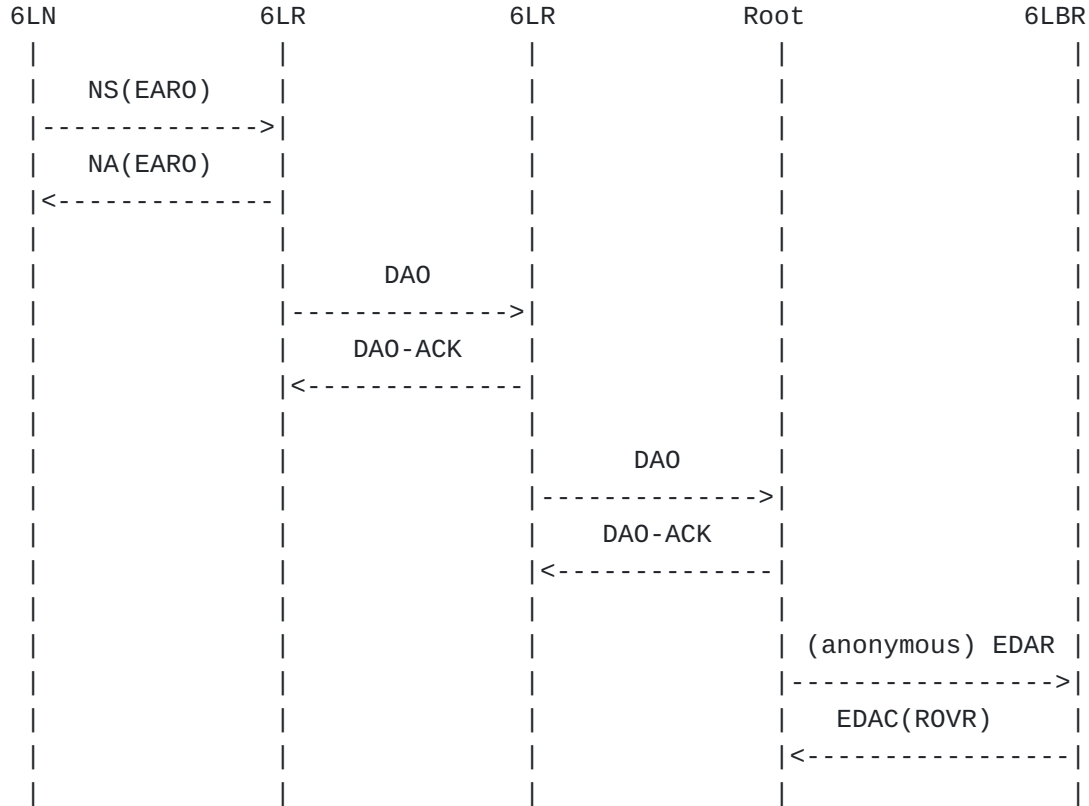 6LN 6LR 6LR Root 6LBR
NS(EARO)
NA(EARO)
DAO
DAO-ACK
DAO
DAO-ACK
(anonymous) EDAR
EDAC(ROVR)